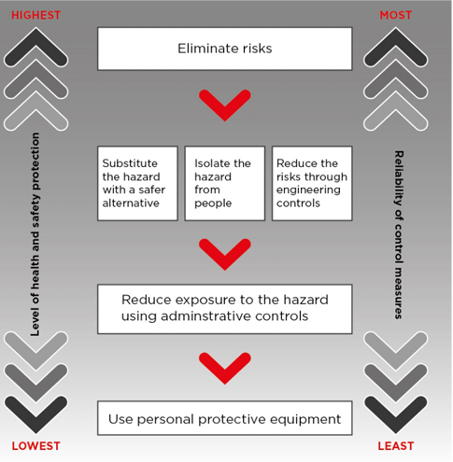 HIGHEST
MOST
Eliminate risks
Substitute
the hazard
with a safer
alternative
Isolate the
hazard
from
people
Reduce the
risks through
engineering
controls
Level of health and safety protection
Reliability of control measures
Reduce exposure to the hazard
using adminstrative controls
Use personal protective equipment
LOWEST
LEAST